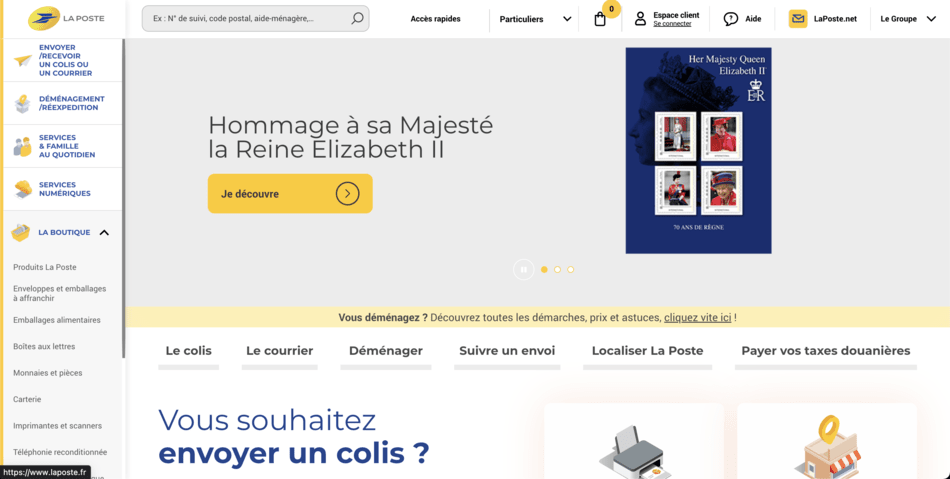 LA POSTE
Ex : N° de suivi, code postal, aide-ménagère,...
Accès rapides
Particuliers
0
Espace client
Se connecter
Aide
LaPoste.net
Le Groupe
ENVOYER
/RECEVOIR
UN COLIS OU
UN COURRIER
DÉMÉNAGEMENT
/RÉEXPEDITION
SERVICES
& FAMILLE
AU QUOTIDIEN
SERVICES
NUMÉRIQUES
LA BOUTIQUE
Produits La Poste
Enveloppes et emballages
à affranchir
Emballages alimentaires
Boîtes aux lettres
Monnaies et pièces
Carterie
Imprimantes et scanners
Téléphonie reconditionnée
https://www.laposte.fr
Hommage à sa Majesté
la Reine Elizabeth II
Je découvre
Her Majesty Queen
Elizabeth II
EIIR
70 ANS DE RÈGNE
Vous déménagez ? Découvrez toutes les démarches, prix et astuces, cliquez vite ici !
Le colis
Le courrier
Déménager
Suivre un envoi
Localiser La Poste
Payer vos taxes douanières
Vous souhaitez
envoyer un colis ?